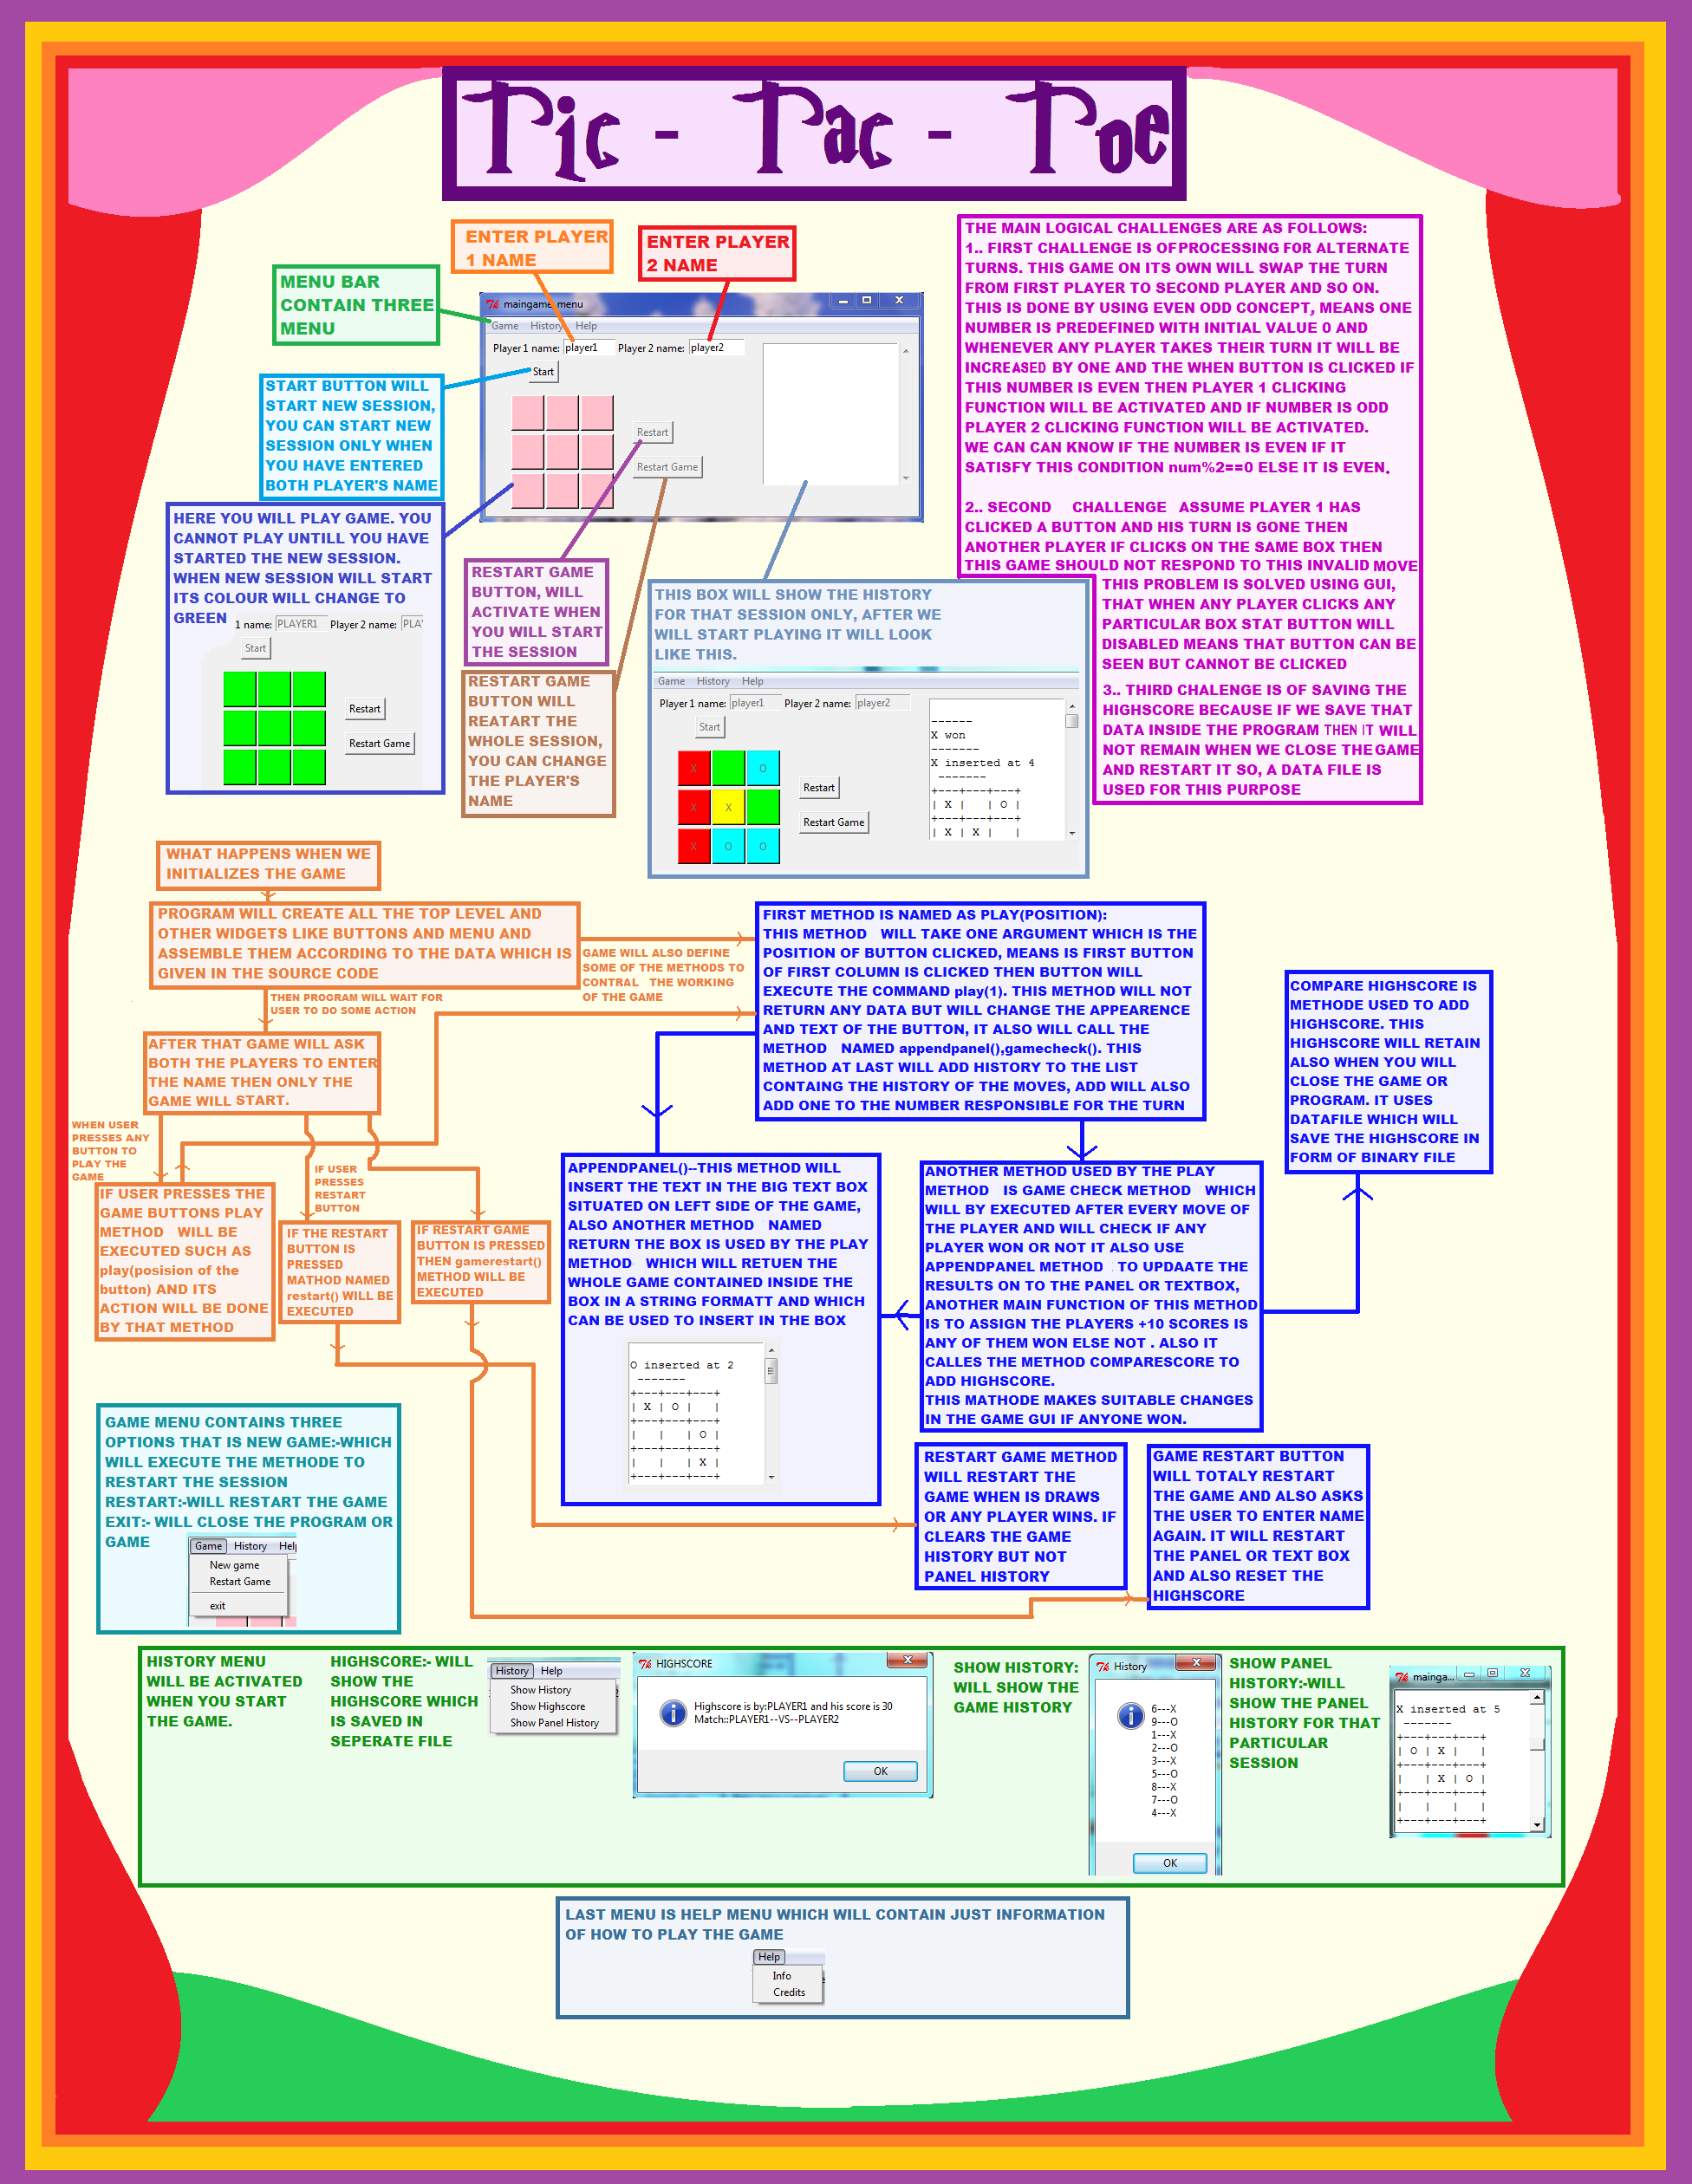 Tic - Tac - Toe
ENTER PLAYER
1 NAME
ENTER PLAYER
2 NAME
MENU BAR
CONTAIN THREE
MENU
START BUTTON WILL
START NEW SESSION,
YOU CAN START NEW
SESSION ONLY WHEN
YOU HAVE ENTERED
BOTH PLAYER'S NAME
maingame menu
Game History Help
Player 1 name: player1 Player 2 name: player2
Start
Restart
Restart Game
HERE YOU WILL PLAY GAME. YOU
CANNOT PLAY UNTILL YOU HAVE
STARTED THE NEW SESSION.
WHEN NEW SESSION WILL START
ITS COLOUR WILL CHANGE TO
GREEN
1 name: PLAYER1 Player 2 name: PLA
Start
Restart
Restart Game
RESTART GAME
BUTTON, WILL
ACTIVATE WHEN
YOU WILL START
THE SESSION
RESTART GAME
BUTTON WILL
REATART THE
WHOLE SESSION,
YOU CAN CHANGE
THE PLAYER'S
NAME
THIS BOX WILL SHOW THE HISTORY
FOR THAT SESSION ONLY, AFTER WE
WILL START PLAYING IT WILL LOOK
LIKE THIS.
Game History Help
Player 1 name: player1 Player 2 name: player2
Start
X O
X X
X O O
Restart
Restart Game
------
X won
-------
X inserted at 4
-------
+---+---+---+
| X |   | O |
+---+---+---+
| X | X |   |
THE MAIN LOGICAL CHALLENGES ARE AS FOLLOWS:
1.. FIRST CHALLENGE IS OFPROCESSING FOR ALTERNATE
TURNS. THIS GAME ON ITS OWN WILL SWAP THE TURN
FROM FIRST PLAYER TO SECOND PLAYER AND SO ON.
THIS IS DONE BY USING EVEN ODD CONCEPT, MEANS ONE
NUMBER IS PREDEFINED WITH INITIAL VALUE 0 AND
WHENEVER ANY PLAYER TAKES THEIR TURN IT WILL BE
INCREASED BY ONE AND THE WHEN BUTTON IS CLICKED IF
THIS NUMBER IS EVEN THEN PLAYER 1 CLICKING
FUNCTION WILL BE ACTIVATED AND IF NUMBER IS ODD
PLAYER 2 CLICKING FUNCTION WILL BE ACTIVATED.
WE CAN CAN KNOW IF THE NUMBER IS EVEN IF IT
SATISFY THIS CONDITION num%2==0 ELSE IT IS EVEN.
2.. SECOND CHALLENGE ASSUME PLAYER 1 HAS
CLICKED A BUTTON AND HIS TURN IS GONE THEN
ANOTHER PLAYER IF CLICKS ON THE SAME BOX THEN
THIS GAME SHOULD NOT RESPOND TO THIS INVALID MOVE
THIS PROBLEM IS SOLVED USING GUI,
THAT WHEN ANY PLAYER CLICKS ANY
PARTICULAR BOX STAT BUTTON WILL
DISABLED MEANS THAT BUTTON CAN BE
SEEN BUT CANNOT BE CLICKED
3.. THIRD CHALENGE IS OF SAVING THE
HIGHSCORE BECAUSE IF WE SAVE THAT
DATA INSIDE THE PROGRAM THEN IT WILL
NOT REMAIN WHEN WE CLOSE THE GAME
AND RESTART IT SO, A DATA FILE IS
USED FOR THIS PURPOSE
WHAT HAPPENS WHEN WE
INITIALIZES THE GAME
PROGRAM WILL CREATE ALL THE TOP LEVEL AND
OTHER WIDGETS LIKE BUTTONS AND MENU AND
ASSEMBLE THEM ACCORDING TO THE DATA WHICH IS
GIVEN IN THE SOURCE CODE
GAME WILL ALSO DEFINE
SOME OF THE METHODS TO
CONTRAL THE WORKING
OF THE GAME
THEN PROGRAM WILL WAIT FOR
USER TO DO SOME ACTION
AFTER THAT GAME WILL ASK
BOTH THE PLAYERS TO ENTER
THE NAME THEN ONLY THE
GAME WILL START.
WHEN USER
PRESSES ANY
BUTTON TO
PLAY THE
GAME
IF USER
PRESSES
RESTART
BUTTON
IF USER PRESSES THE
GAME BUTTONS PLAY
METHOD WILL BE
EXECUTED SUCH AS
play(posision of the
button) AND ITS
ACTION WILL BE DONE
BY THAT METHOD
IF THE RESTART
BUTTON IS
PRESSED
MATHOD NAMED
restart() WILL BE
EXECUTED
IF RESTART GAME
BUTTON IS PRESSED
THEN gamerestart()
METHOD WILL BE
EXECUTED
FIRST METHOD IS NAMED AS PLAY(POSITION):
THIS METHOD WILL TAKE ONE ARGUMENT WHICH IS THE
POSITION OF BUTTON CLICKED, MEANS IS FIRST BUTTON
OF FIRST COLUMN IS CLICKED THEN BUTTON WILL
EXECUTE THE COMMAND play(1). THIS METHOD WILL NOT
RETURN ANY DATA BUT WILL CHANGE THE APPEARENCE
AND TEXT OF THE BUTTON, IT ALSO WILL CALL THE
METHOD NAMED appendpanel(),gamecheck(). THIS
METHOD AT LAST WILL ADD HISTORY TO THE LIST
CONTAING THE HISTORY OF THE MOVES, ADD WILL ALSO
ADD ONE TO THE NUMBER RESPONSIBLE FOR THE TURN
COMPARE HIGHSCORE IS
METHODE USED TO ADD
HIGHSCORE. THIS
HIGHSCORE WILL RETAIN
ALSO WHEN YOU WILL
CLOSE THE GAME OR
PROGRAM. IT USES
DATAFILE WHICH WILL
SAVE THE HIGHSCORE IN
FORM OF BINARY FILE
APPENDPANEL()--THIS METHOD WILL
INSERT THE TEXT IN THE BIG TEXT BOX
SITUATED ON LEFT SIDE OF THE GAME,
ALSO ANOTHER METHOD NAMED
RETURN THE BOX IS USED BY THE PLAY
METHOD WHICH WILL RETUEN THE
WHOLE GAME CONTAINED INSIDE THE
BOX IN A STRING FORMATT AND WHICH
CAN BE USED TO INSERT IN THE BOX
O inserted at 2
-------
+---+---+---+
| X | O |   |
+---+---+---+
|   |   | O |
+---+---+---+
|   |   | X |
+---+---+---+
ANOTHER METHOD USED BY THE PLAY
METHOD IS GAME CHECK METHOD WHICH
WILL BY EXECUTED AFTER EVERY MOVE OF
THE PLAYER AND WILL CHECK IF ANY
PLAYER WON OR NOT IT ALSO USE
APPENDPANEL METHOD TO UPDAATE THE
RESULTS ON TO THE PANEL OR TEXTBOX,
ANOTHER MAIN FUNCTION OF THIS METHOD
IS TO ASSIGN THE PLAYERS +10 SCORES IS
ANY OF THEM WON ELSE NOT . ALSO IT
CALLES THE METHOD COMPARESCORE TO
ADD HIGHSCORE.
THIS MATHODE MAKES SUITABLE CHANGES
IN THE GAME GUI IF ANYONE WON.
GAME MENU CONTAINS THREE
OPTIONS THAT IS NEW GAME:-WHICH
WILL EXECUTE THE METHODE TO
RESTART THE SESSION
RESTART:-WILL RESTART THE GAME
EXIT:- WILL CLOSE THE PROGRAM OR
GAME
Game History Hel
New game
Restart Game
exit
RESTART GAME METHOD
WILL RESTART THE
GAME WHEN IS DRAWS
OR ANY PLAYER WINS. IF
CLEARS THE GAME
HISTORY BUT NOT
PANEL HISTORY
GAME RESTART BUTTON
WILL TOTALY RESTART
THE GAME AND ALSO ASKS
THE USER TO ENTER NAME
AGAIN. IT WILL RESTART
THE PANEL OR TEXT BOX
AND ALSO RESET THE
HIGHSCORE
HISTORY MENU
WILL BE ACTIVATED
WHEN YOU START
THE GAME.
HIGHSCORE:- WILL
SHOW THE
HIGHSCORE WHICH
IS SAVED IN
SEPERATE FILE
History Help
Show History
Show Highscore
Show Panel History
HIGHSCORE
Highscore is by:PLAYER1 and his score is 30
Match::PLAYER1--VS--PLAYER2
OK
SHOW HISTORY:
WILL SHOW THE
GAME HISTORY
History
6---X
9---O
1---X
2---O
3---X
5---O
8---X
7---O
4---X
OK
SHOW PANEL
HISTORY:-WILL
SHOW THE PANEL
HISTORY FOR THAT
PARTICULAR
SESSION
mainga...
X inserted at 5
-------
+---+---+---+
| O | X |   |
+---+---+---+
|   | X | O |
+---+---+---+
|   |   |   |
+---+---+---+
LAST MENU IS HELP MENU WHICH WILL CONTAIN JUST INFORMATION
OF HOW TO PLAY THE GAME
Help
Info
Credits